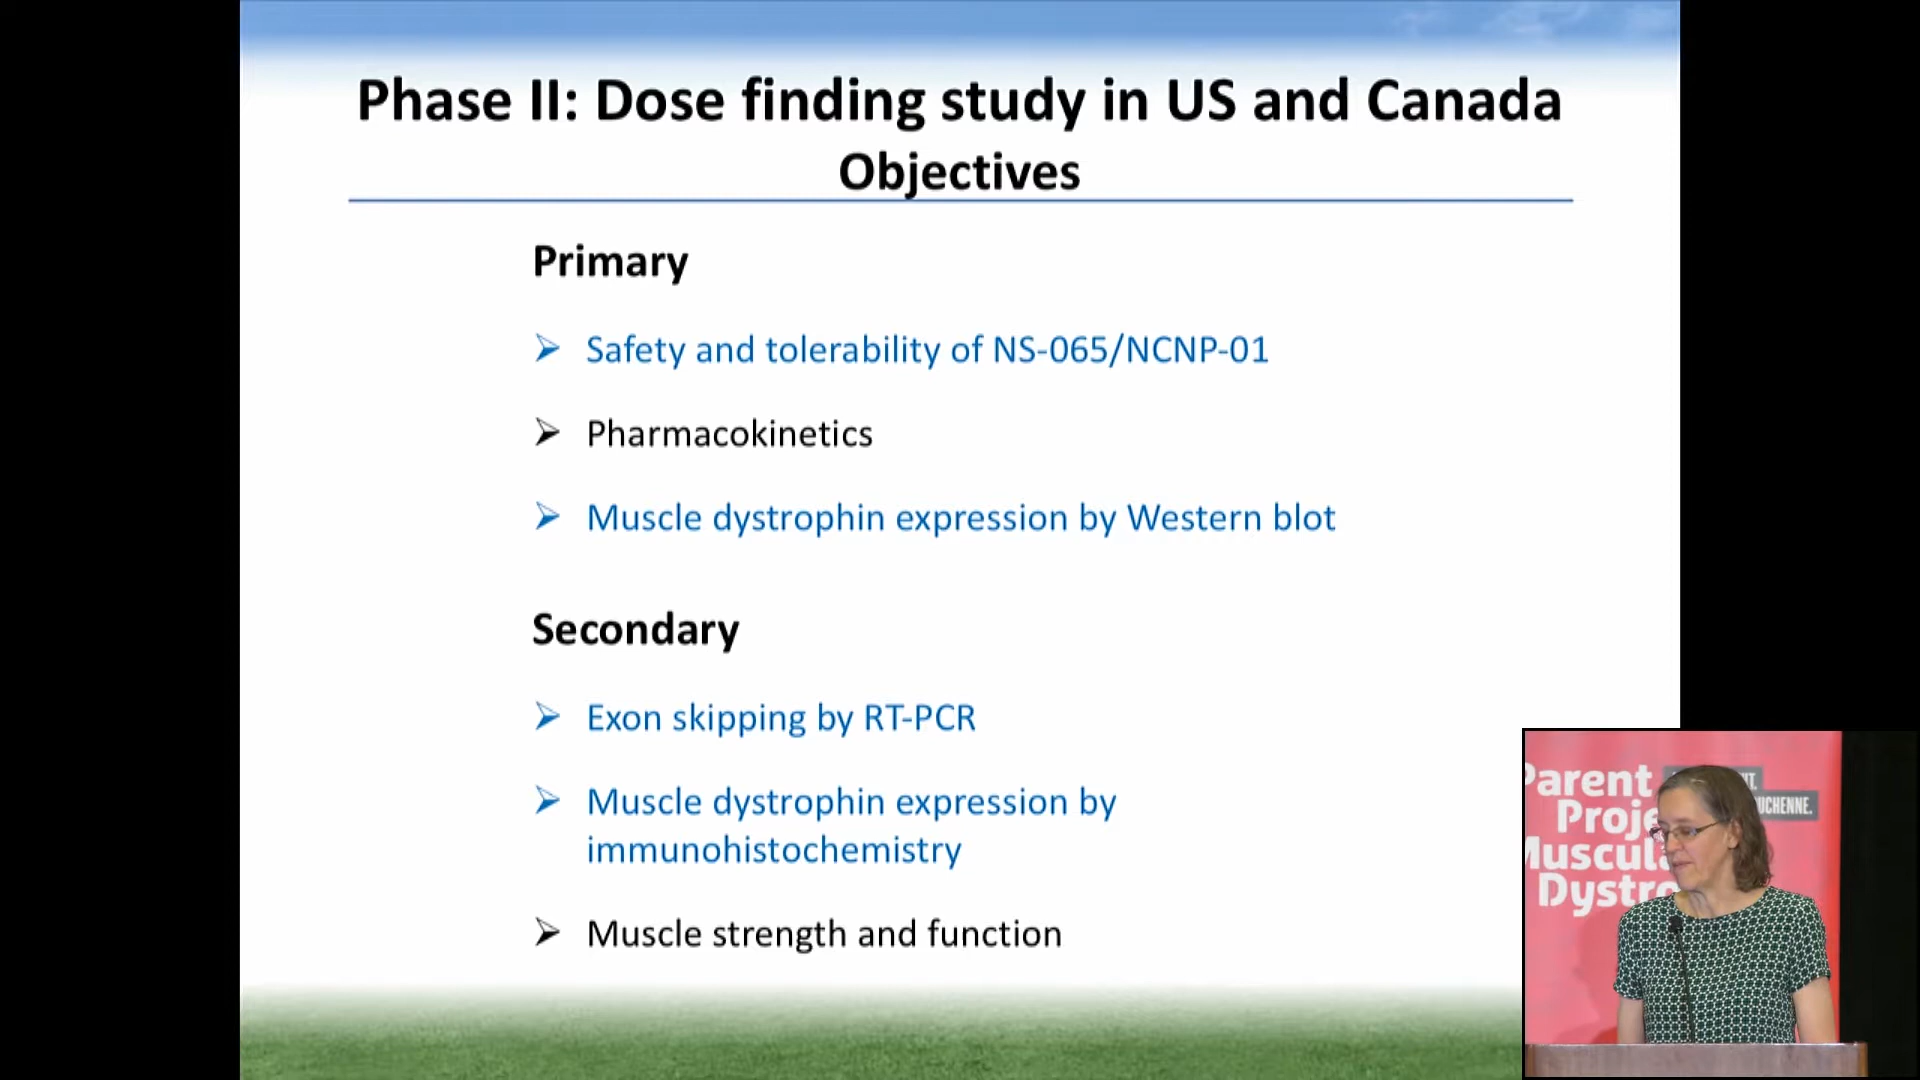 Phase II: Dose finding study in US and Canada
Objectives
Primary
Safety and tolerability of NS-065/NCNP-01
Pharmacokinetics
Muscle dystrophin expression by Western blot
Secondary
Exon skipping by RT-PCR
Muscle dystrophin expression by
immunohistochemistry
Muscle strength and function
Parent